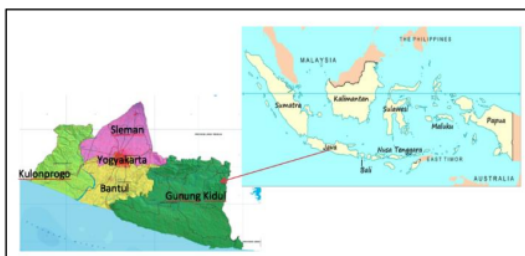 Sleman
Yogyakarta
Kulonprogo
Bantul
Gunung Kidul
THE PHILIPPINES
MALAYSIA
Kalimantan
Sumatra
Sulawesi
Maluku
Papua
Java
Nusa Tenggara
EAST TIMOR
Bali
AUSTRALIA